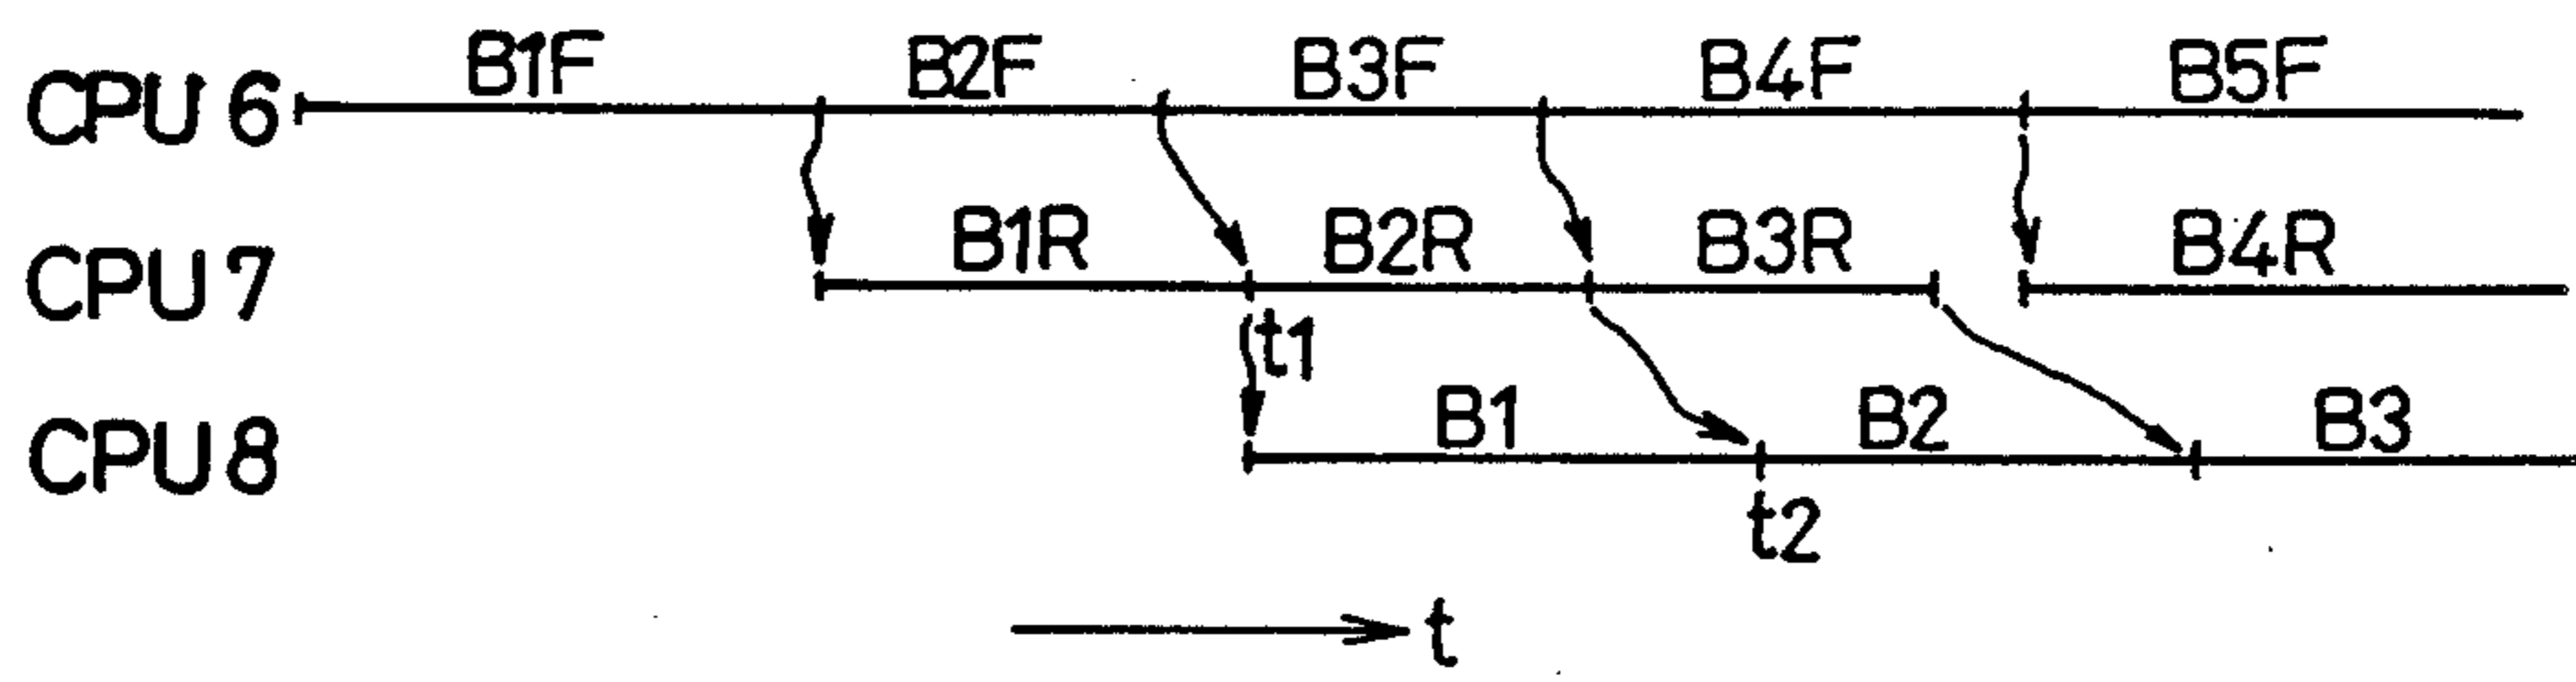 CPU 6 B1F B2F B3F B4F B5F
CPU 7 B1R B2R B3R B4R
t1
CPU 8 B1 B2 B3
t2
t